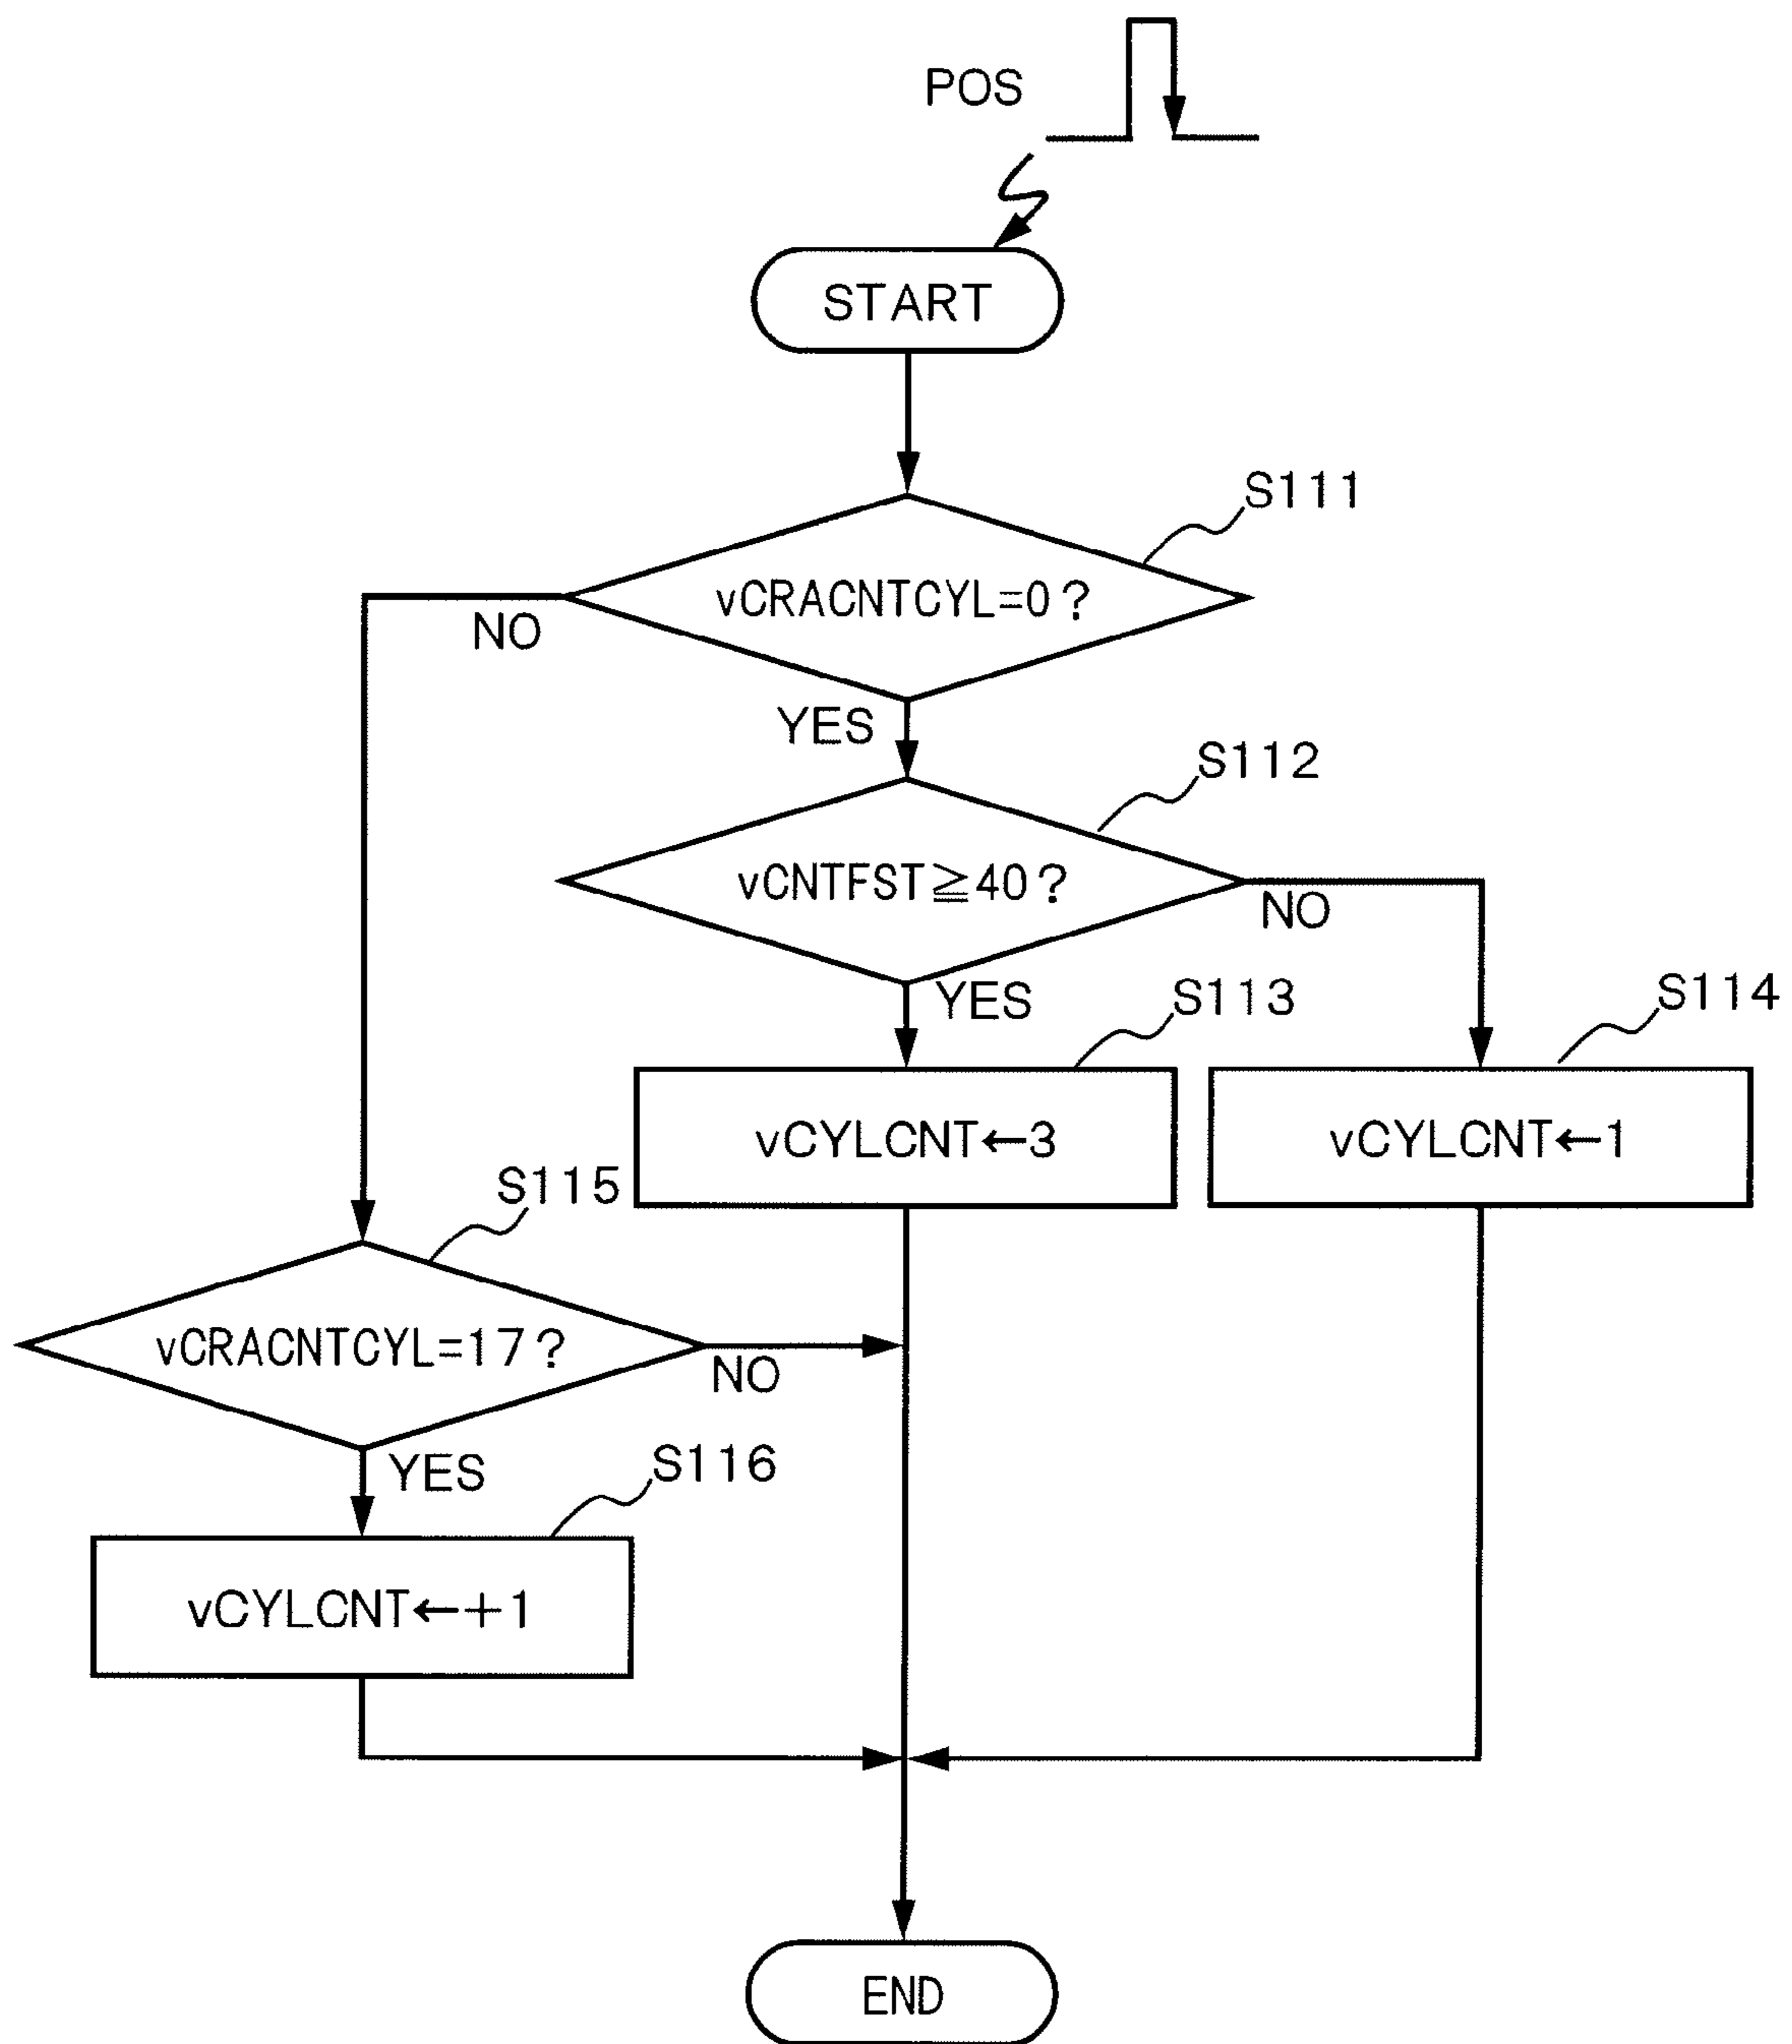 POS
START
S111
vCRACNTCYL=0?
NO
YES
S112
vCNTFST≧40?
NO
YES
S113
S114
vCYLCNT←3
vCYLCNT←1
S115
vCRACNTCYL=17?
NO
YES
S116
vCYLCNT←+1
END